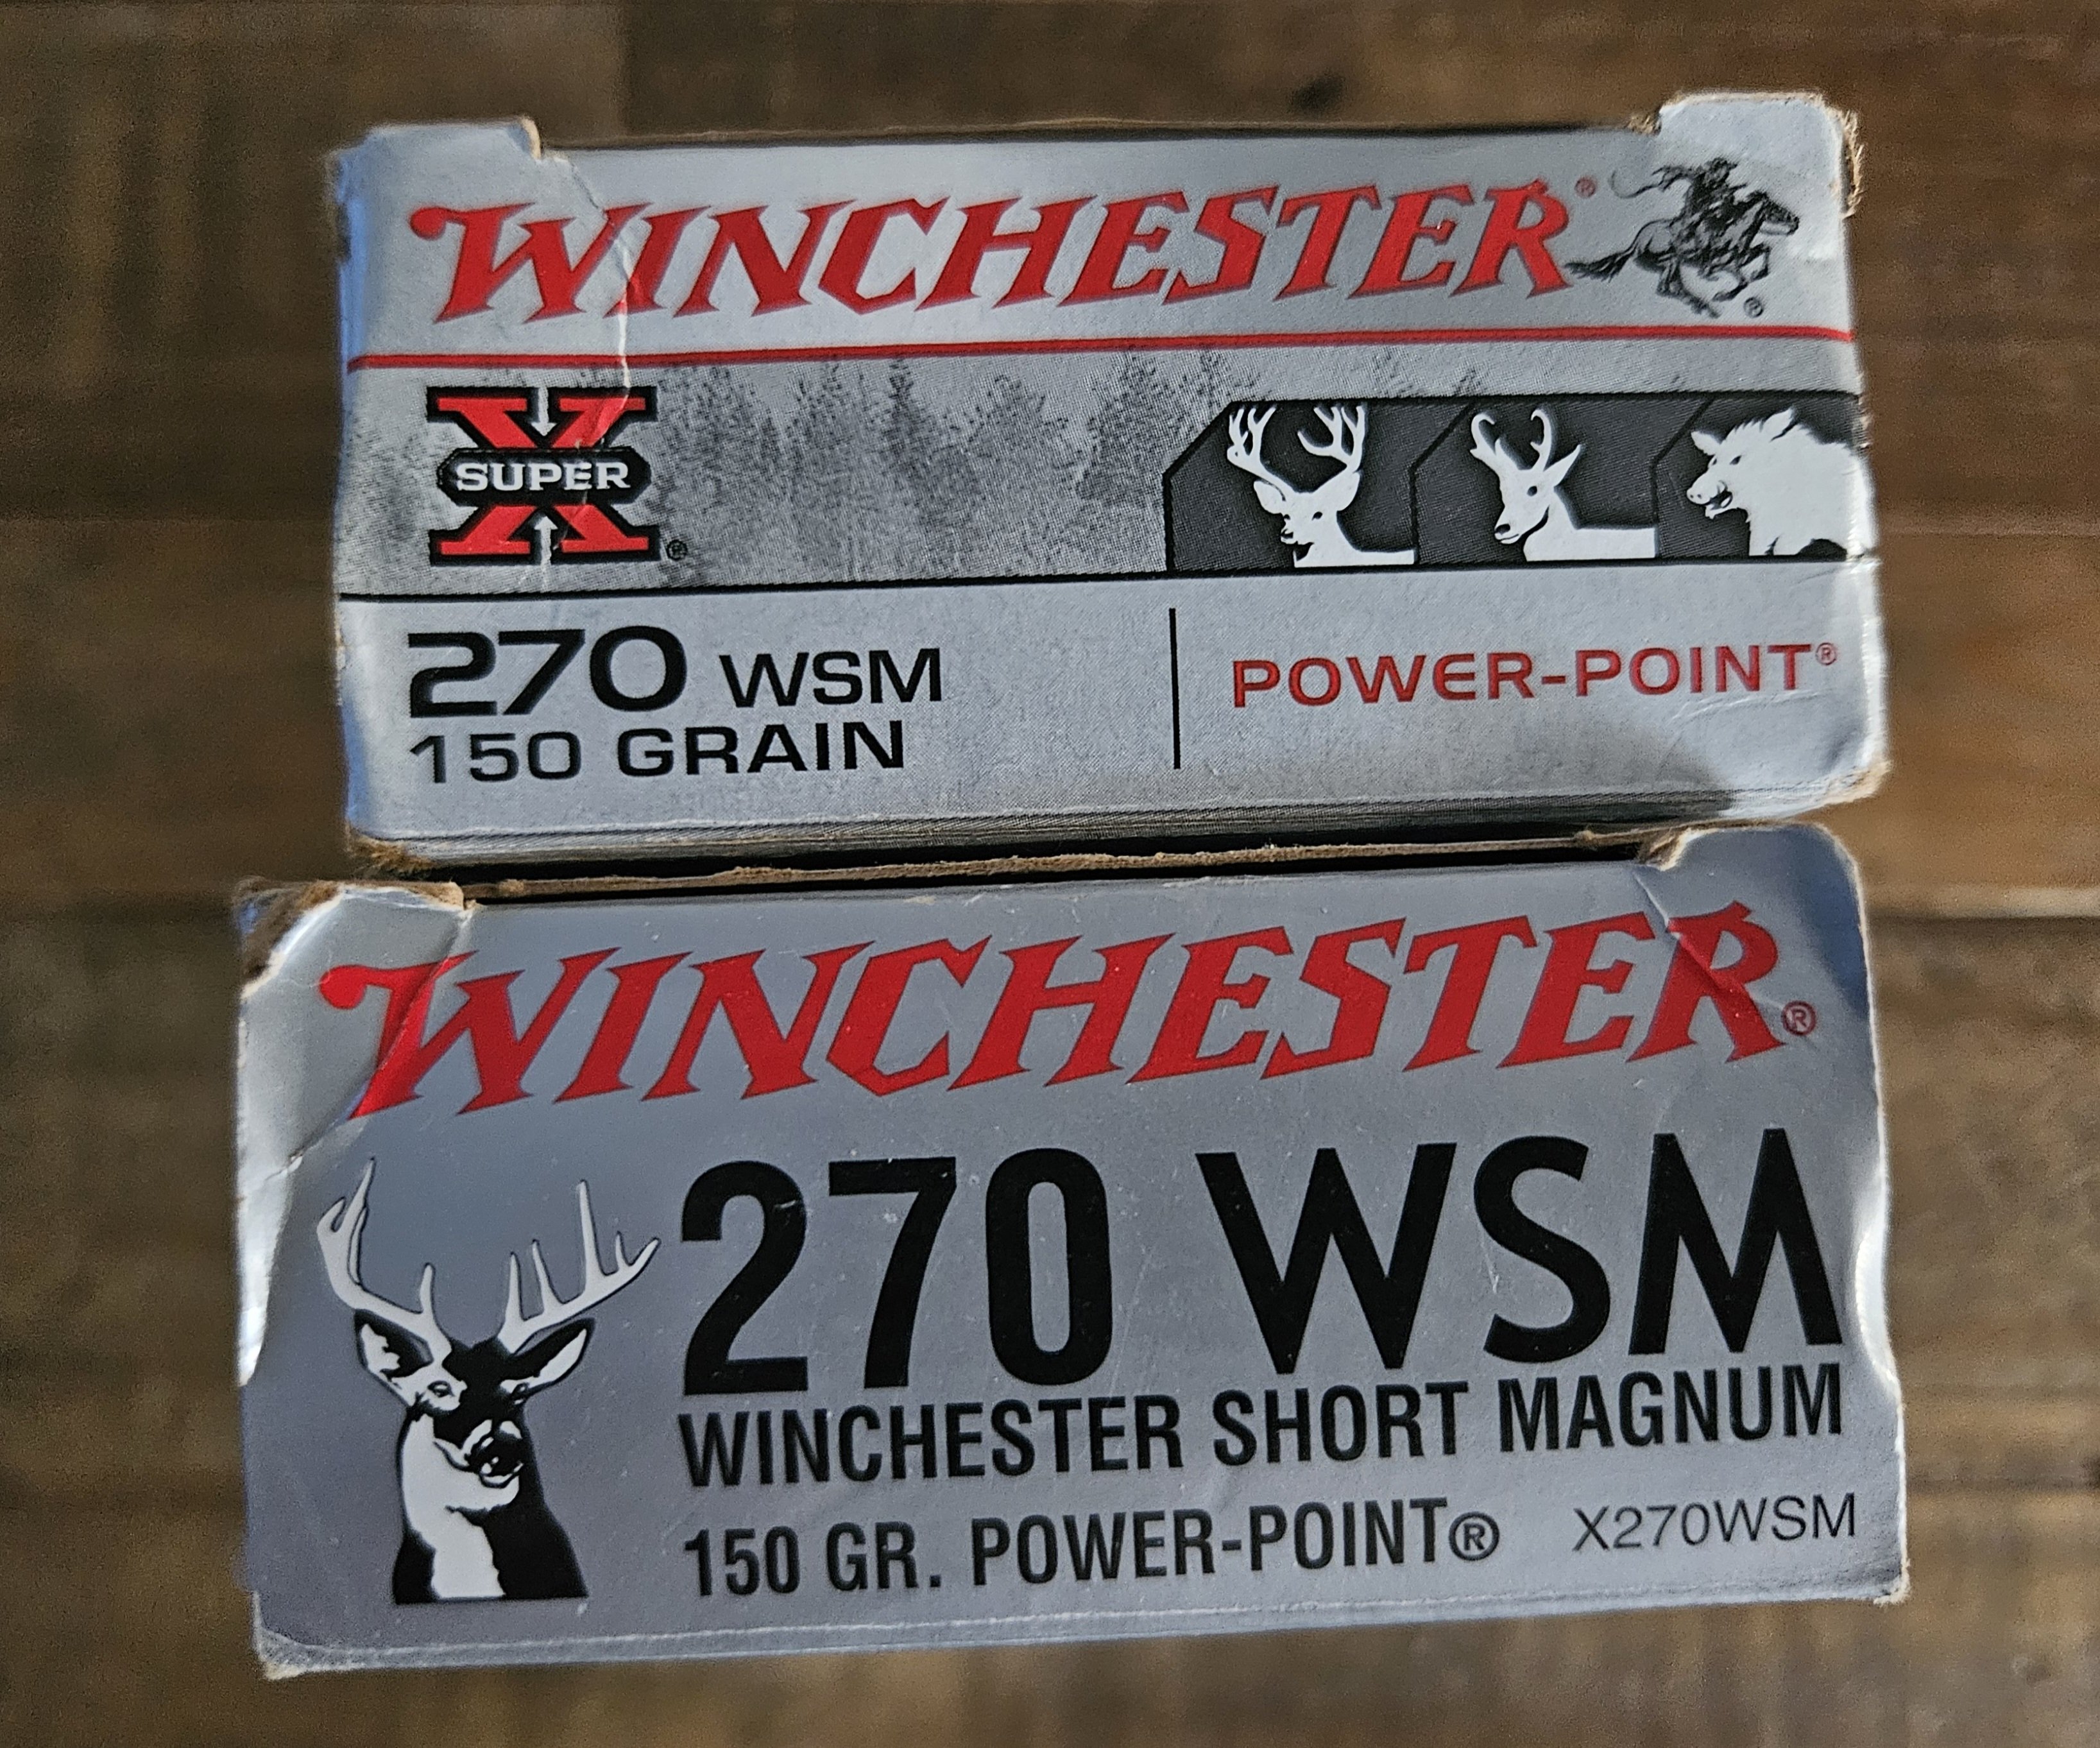 WINCHESTER®
®
X
SUPER
®
270 WSM
150 GRAIN
POWER-POINT®
WINCHESTER®
270 WSM
WINCHESTER SHORT MAGNUM
150 GR. POWER-POINT® X270WSM